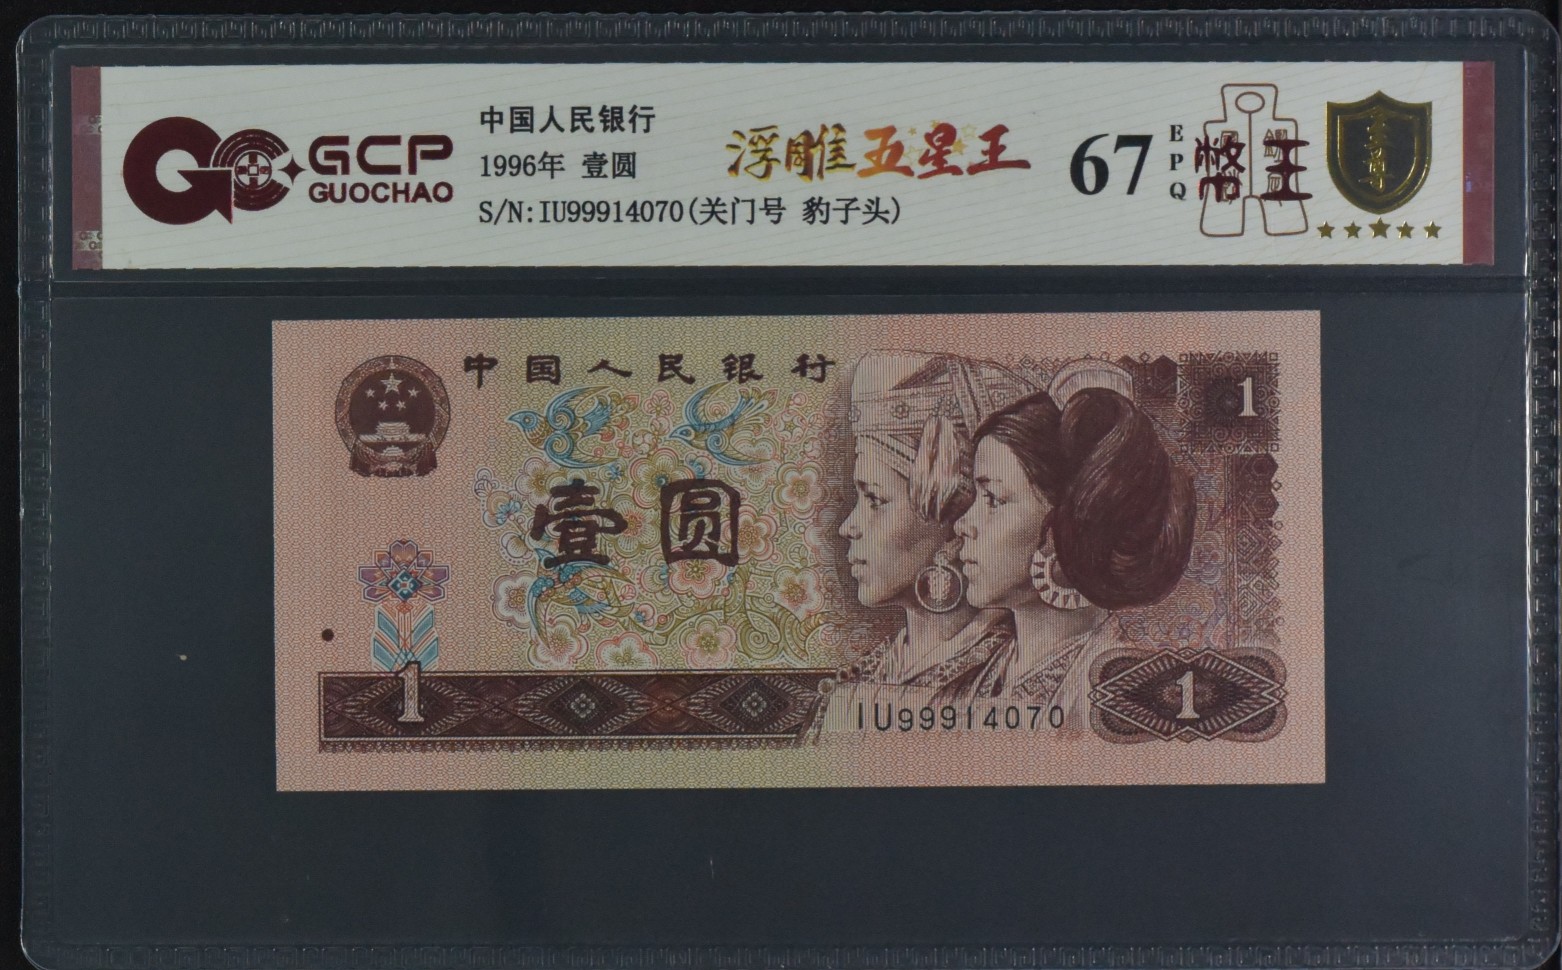 GCP
GUOCHAO
中国人民银行
1996年 壹圆
S/N:IU99914070(关门号 豹子头)
浮雕五星王
67
EPQ
幣王
中国人民银行
1
壹圆
1
IU99914070
1